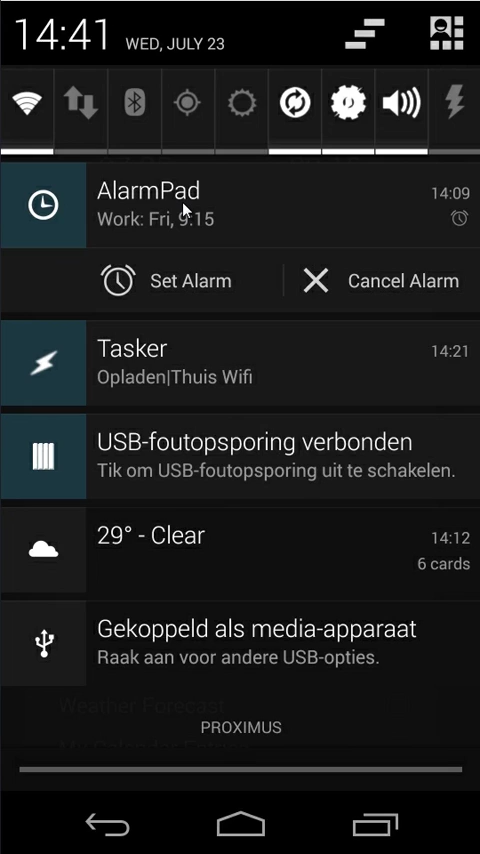 14:41 WED, JULY 23
AlarmPad 14:09
Work: Fri, 9:15
Set Alarm Cancel Alarm
Tasker 14:21
Opladen|Thuis Wifi
USB-foutopsporing verbonden
Tik om USB-foutopsporing uit te schakelen.
29° - Clear 14:12
6 cards
Gekoppeld als media-apparaat
Raak aan voor andere USB-opties.
Weather Forecast
PROXIMUS